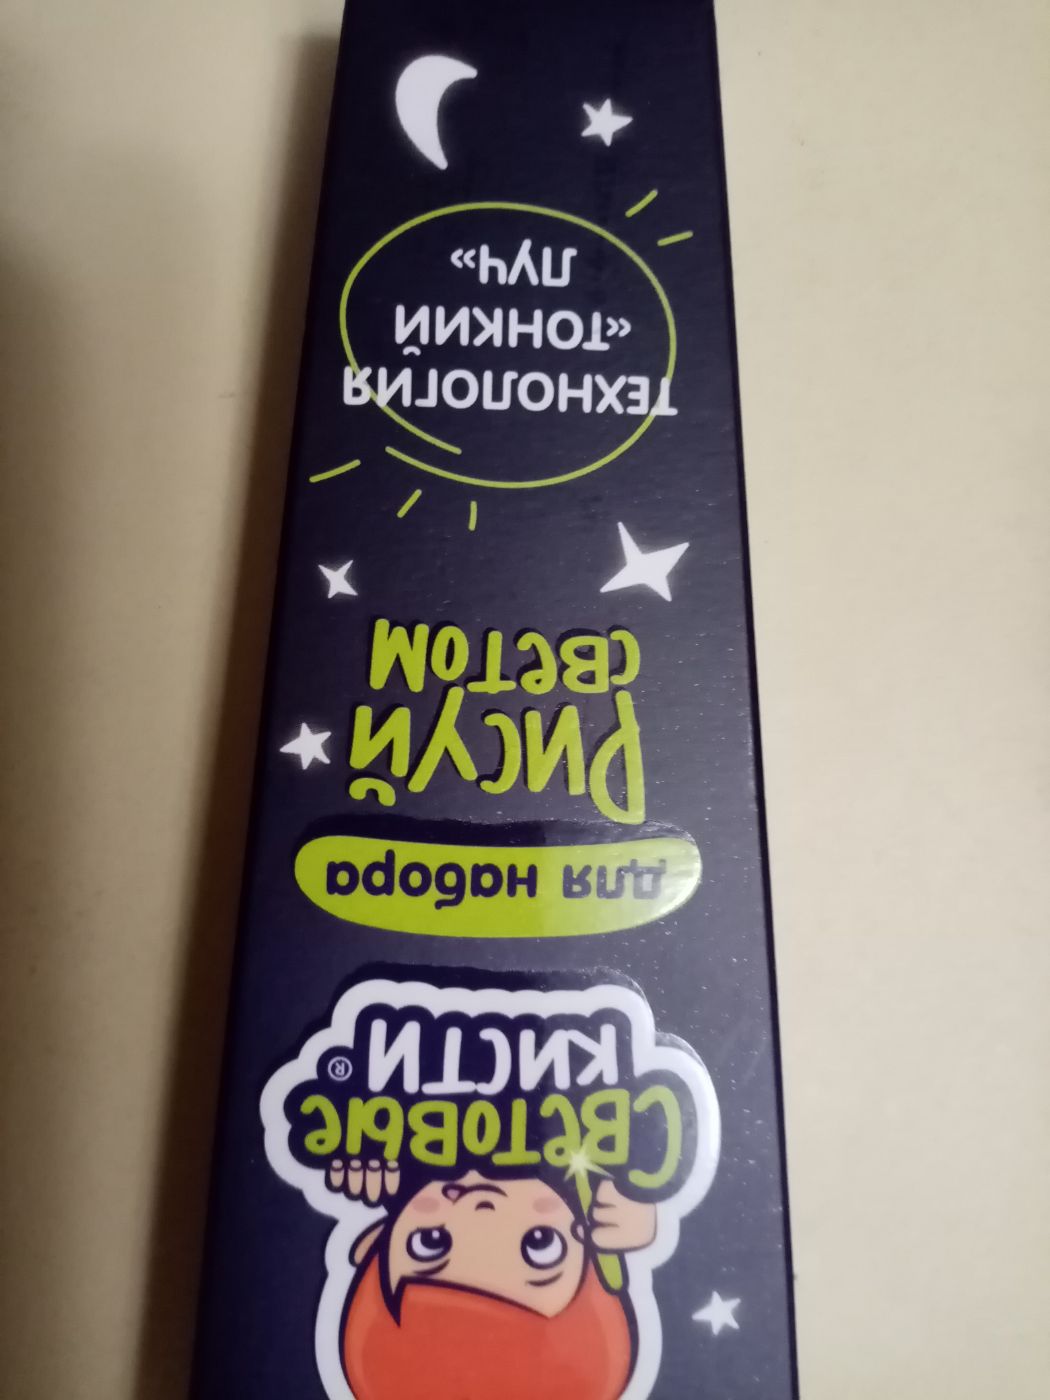 Световые
кисти®
для набора
Рисуй
светом
ТЕХНОЛОГИЯ
«ТОНКИЙ
ЛУЧ»